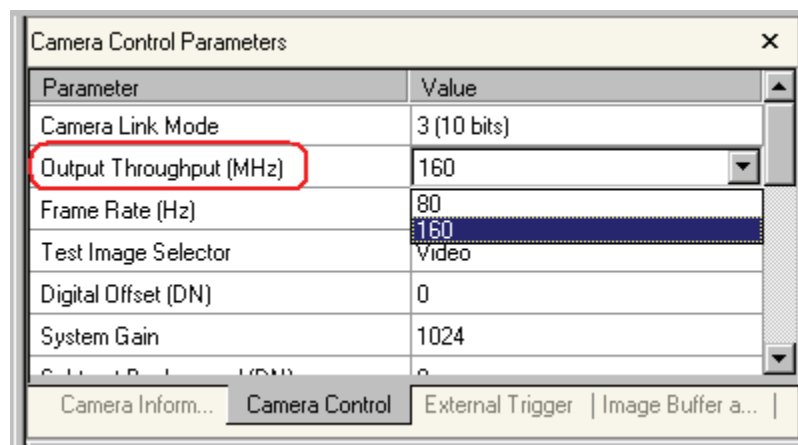 Camera Control Parameters ×
Parameter Value
Camera Link Mode 3 (10 bits)
Output Throughput (MHz) 160
80
Frame Rate (Hz) 160
Test Image Selector Video
Digital Offset (DN) 0
System Gain 1024
Camera Inform... Camera Control External Trigger Image Buffer a...